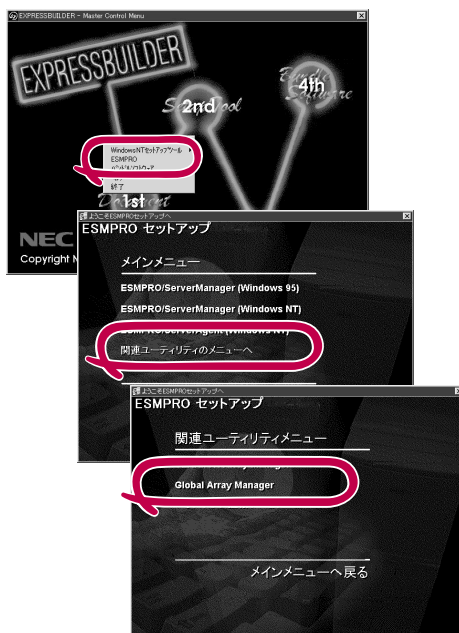 EXPRESSBUILDER - Master Control Menu
EXPRESSBUILDER
4th
2nd
WindowsNTセットアップツール
ESMPRO
終了
1st
NEC
Copyright N
ようこそESMPROセットアップへ
ESMPRO セットアップ
メインメニュー
ESMPRO/ServerManager (Windows 95)
ESMPRO/ServerManager (Windows NT)
ESMPRO/ServerAgent (Windows NT)
関連ユーティリティのメニューへ
ようこそESMPROセットアップへ
ESMPRO セットアップ
関連ユーティリティメニュー
Global Array Manager
メインメニューへ戻る